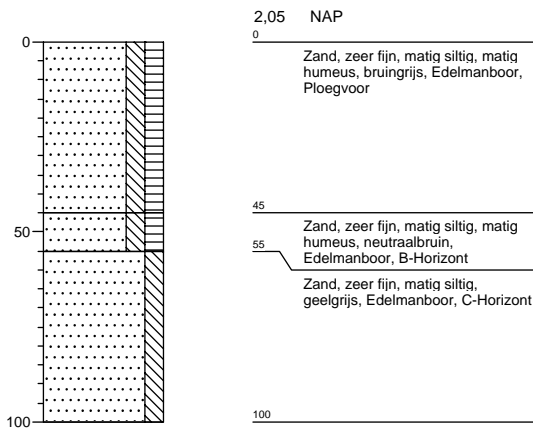 2,05 NAP
0
0
Zand, zeer fijn, matig siltig, matig
humeus, bruingrijs, Edelmanboor,
Ploegvoor
45
50
Zand, zeer fijn, matig siltig, matig
humeus, neutraalbruin,
Edelmanboor, B-Horizont
55
Zand, zeer fijn, matig siltig,
geelgrijs, Edelmanboor, C-Horizont
100
100